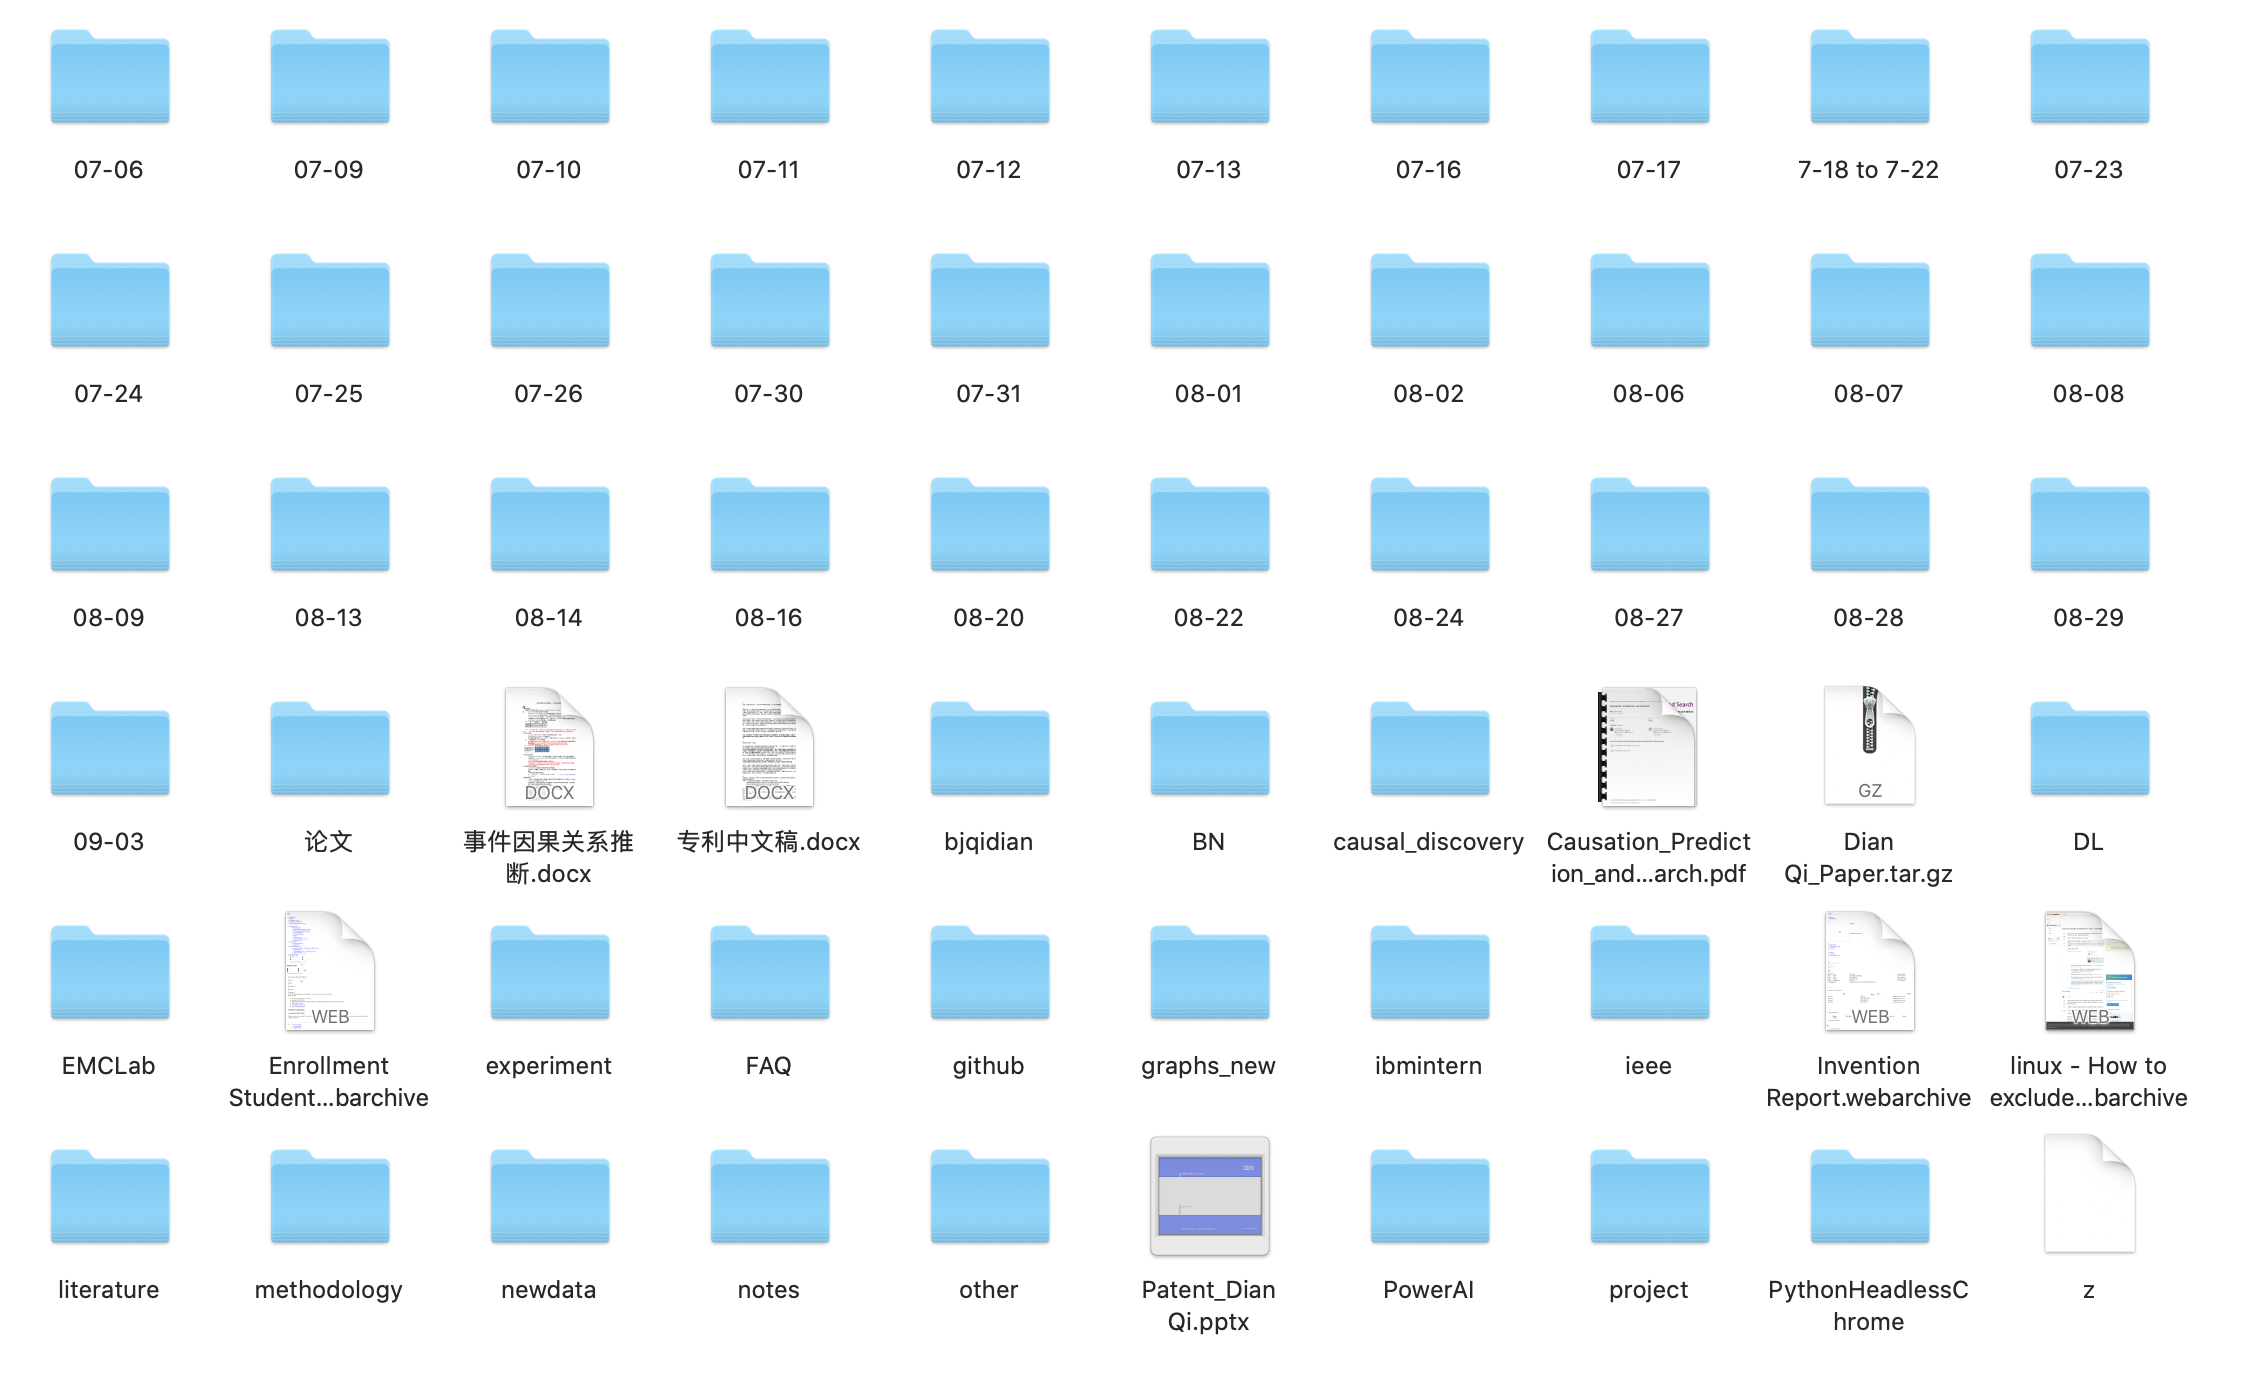 07-06
07-09
07-10
07-11
07-12
07-13
07-16
07-17
7-18 to 7-22
07-23
07-24
07-25
07-26
07-30
07-31
08-01
08-02
08-06
08-07
08-08
08-09
08-13
08-14
08-16
08-20
08-22
08-24
08-27
08-28
08-29
DOCX
DOCX
d Search
GZ
09-03
论文
事件因果关系推
断.docx
专利中文稿.docx
bjqidian
BN
causal_discovery
Causation_Predict
ion_and...arch.pdf
Dian
Qi_Paper.tar.gz
DL
WEB
WEB
WEB
EMCLab
Enrollment
Student...barchive
experiment
FAQ
github
graphs_new
ibmintern
ieee
Invention
Report.webarchive
linux - How to
exclude...barchive
literature
methodology
newdata
notes
other
Patent_Dian
Qi.pptx
PowerAI
project
PythonHeadlessC
hrome
z